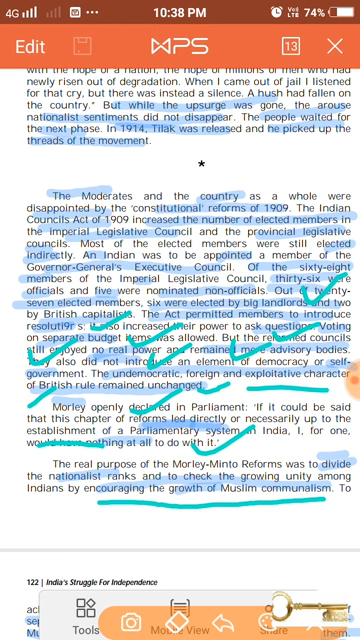 4G 10:38 PM VoWiFi LTE 74%
Edit WPS 13
with the hope of a nation, the hope of millions of men who had
newly risen out of degradation. When I came out of jail I listened
for that cry, but there was instead a silence. A hush had fallen on
the country." But while the upsurge was gone, the arouse
nationalist sentiments did not disappear. The people waited for
the next phase. In 1914, Tilak was released and he picked up the
threads of the movement.
*
The Moderates and the country as a whole were
disappointed by the 'constitutional' reforms of 1909. The Indian
Councils Act of 1909 increased the number of elected members in
the Imperial Legislative Council and the provincial legislative
councils. Most of the elected members were still elected
indirectly. An Indian was to be appointed a member of the
Governor-General's Executive Council. Of the sixty-eight
members of the Imperial Legislative Council, thirty-six were
officials and five were nominated non-officials. Out of twenty-
seven elected members, six were elected by big landlords and two
by British capitalists. The Act permitted members to introduce
it also increased their power to ask questions. Voting
on separate budget items was allowed. But the reformed councils
still enjoyed no real power and remained mere advisory bodies.
They also did not introduce an element of democracy or self-
government. The undemocratic, foreign and exploitative character
of British rule remained unchanged.
Morley openly declared in Parliament: 'If it could be said
that this chapter of reforms led directly or necessarily up to the
establishment of a Parliamentary system in India, I, for one,
would have nothing at all to do with it.'
The real purpose of the Morley-Minto Reforms was to divide
the nationalist ranks and to check the growing unity among
Indians by encouraging the growth of Muslim communalism. To
122 | India's Struggle For Independence
Tools Mobile View Share
them